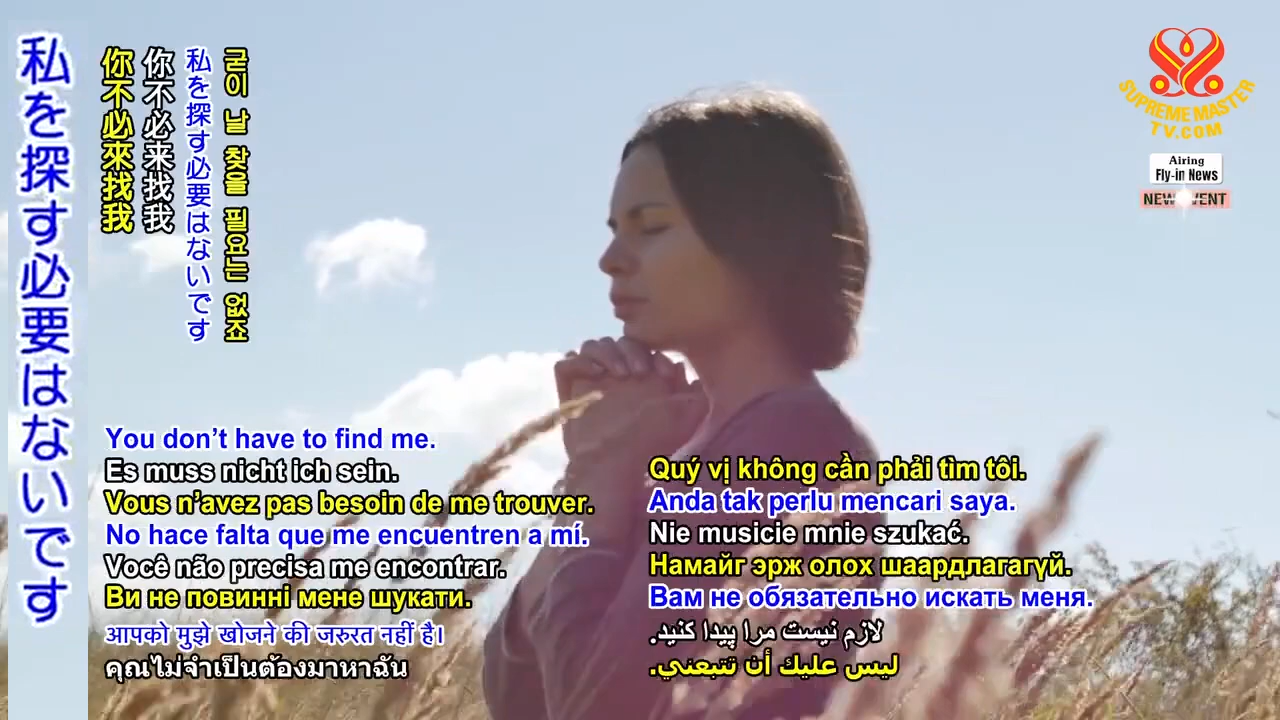 私を探す必要はないです
你不必來找我
你不必来找我
私を探す必要はないです
굳이 날 찾을 필요는 없죠
SUPREME MASTER
TV.COM
Airing
Fly-in News
You don’t have to find me.
Es muss nicht ich sein.
Vous n’avez pas besoin de me trouver.
No hace falta que me encuentren a mí.
Você não precisa me encontrar.
Ви не повинні мене шукати.
आपको मुझे खोजने की जरुरत नहीं है।
คุณไม่จำเป็นต้องมาหาฉัน
Quý vị không cần phải tìm tôi.
Anda tak perlu mencari saya.
Nie musicie mnie szukać.
Намайг эрж олох шаардлагагүй.
Вам не обязательно искать меня.
لازم نیست مرا پیدا کنید.
ليس عليك أن تتبعني.